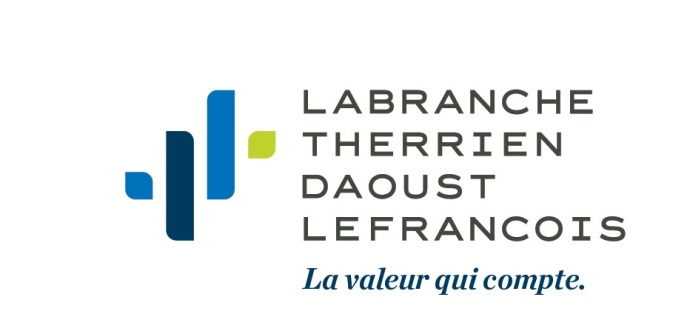 LABRANCHE
THERRIEN
DAOUST
LEFRANCOIS
La valeur qui compte.